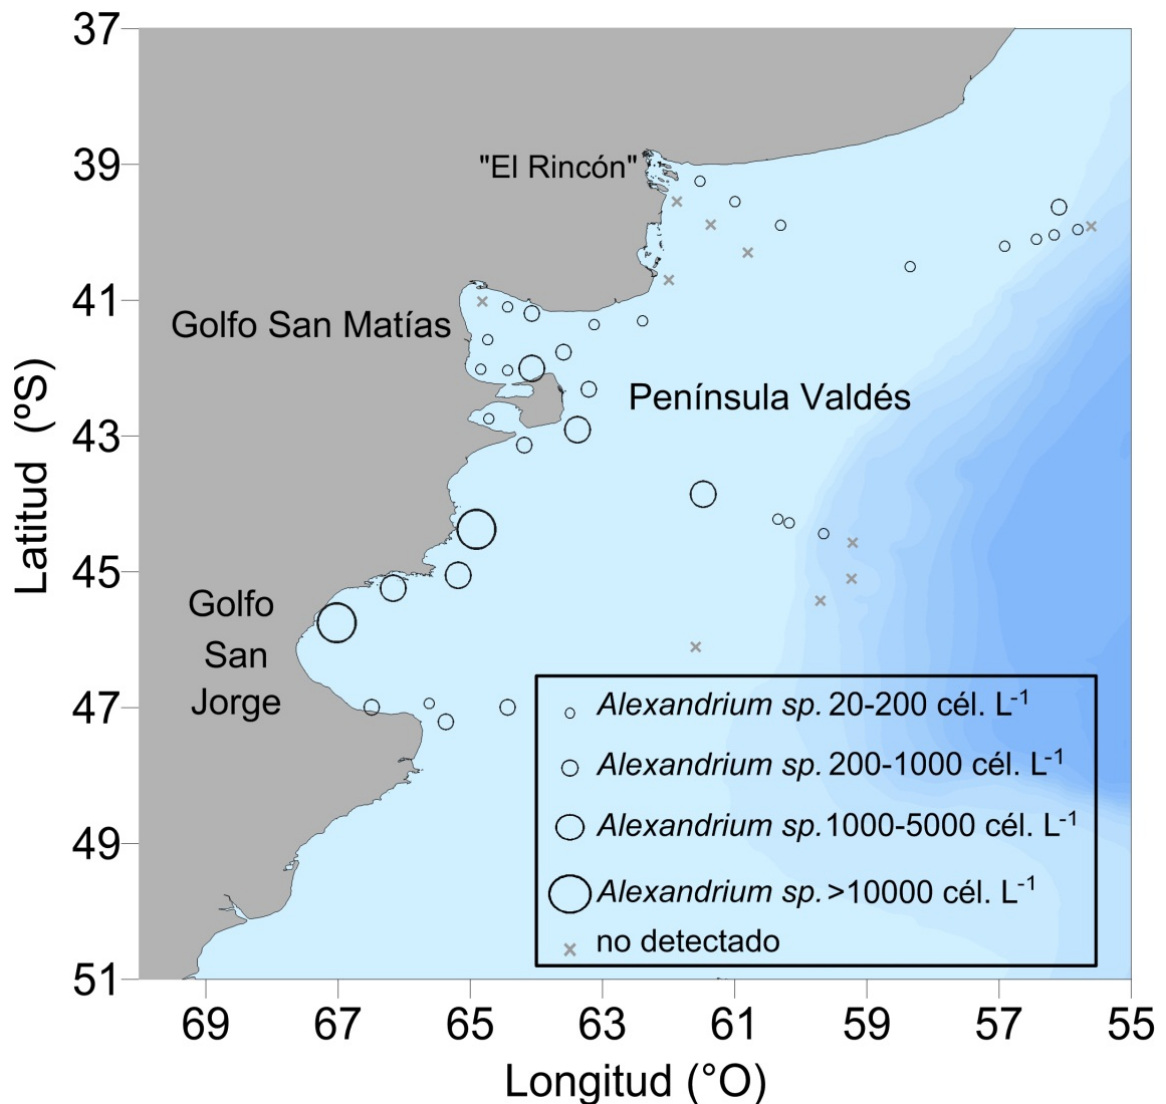 37
39
41
43
45
47
49
51
Latitud (ºS)
"El Rincón"
Golfo San Matías
Península Valdés
Golfo
San
Jorge
Alexandrium sp. 20-200 cél. L-1
Alexandrium sp. 200-1000 cél. L-1
Alexandrium sp. 1000-5000 cél. L-1
Alexandrium sp. >10000 cél. L-1
no detectado
69 67 65 63 61 59 57 55
Longitud (°O)